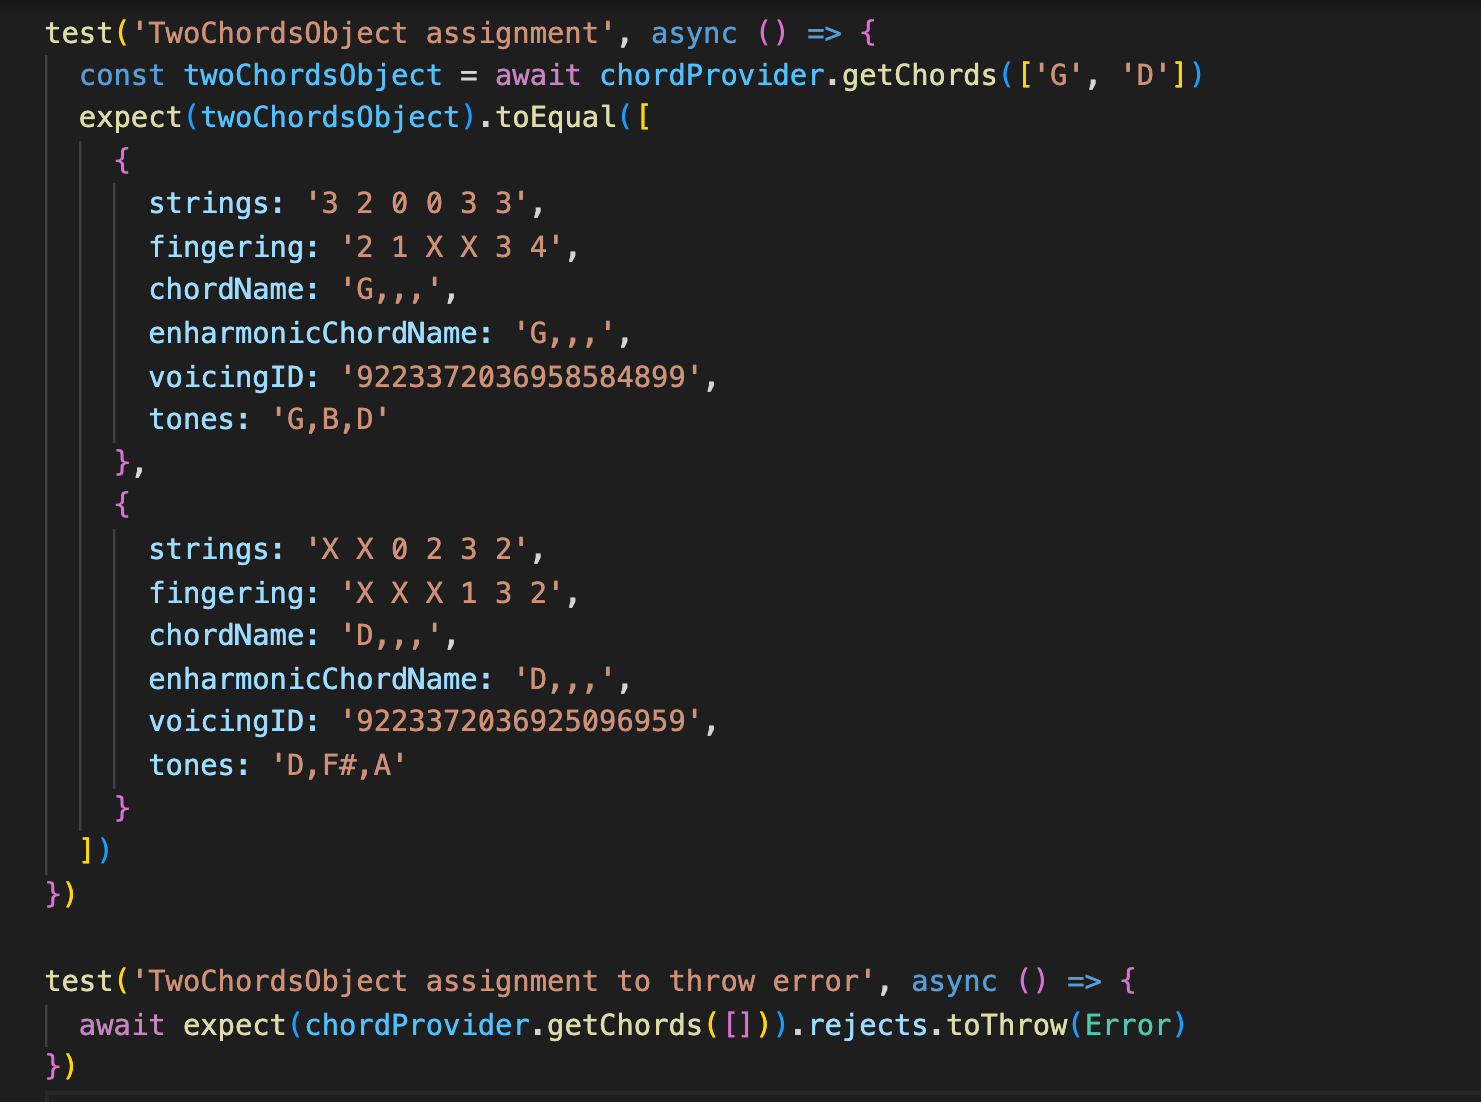 test('TwoChordsObject assignment', async () => {
  const twoChordsObject = await chordProvider.getChords(['G', 'D'])
  expect(twoChordsObject).toEqual([
    {
      strings: '3 2 0 0 3 3',
      fingering: '2 1 X X 3 4',
      chordName: 'G,,,',
      enharmonicChordName: 'G,,,',
      voicingID: '9223372036958584899',
      tones: 'G,B,D'
    },
    {
      strings: 'X X 0 2 3 2',
      fingering: 'X X X 1 3 2',
      chordName: 'D,,,',
      enharmonicChordName: 'D,,,',
      voicingID: '9223372036925096959',
      tones: 'D,F#,A'
    }
  ])
})

test('TwoChordsObject assignment to throw error', async () => {
  await expect(chordProvider.getChords([])).rejects.toThrow(Error)
})